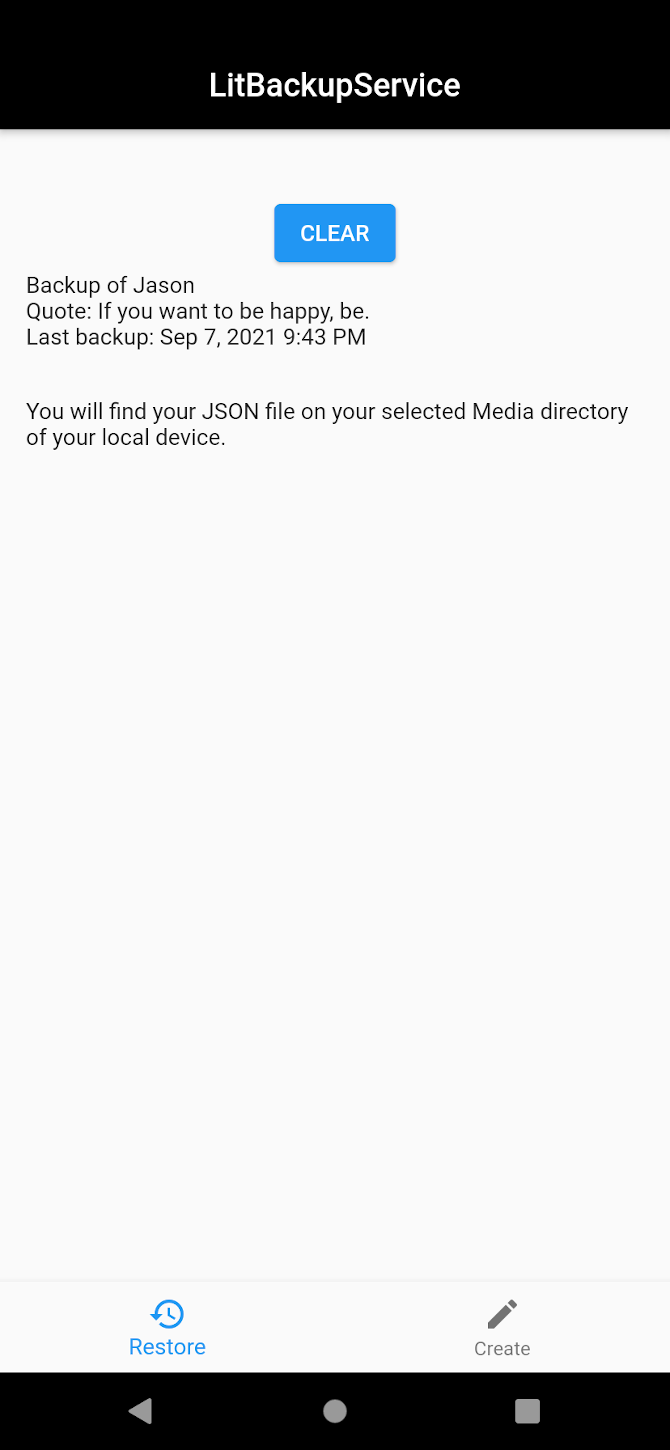 LitBackupService
CLEAR
Backup of Jason
Quote: If you want to be happy, be.
Last backup: Sep 7, 2021 9:43 PM
You will find your JSON file on your selected Media directory
of your local device.
Restore
Create